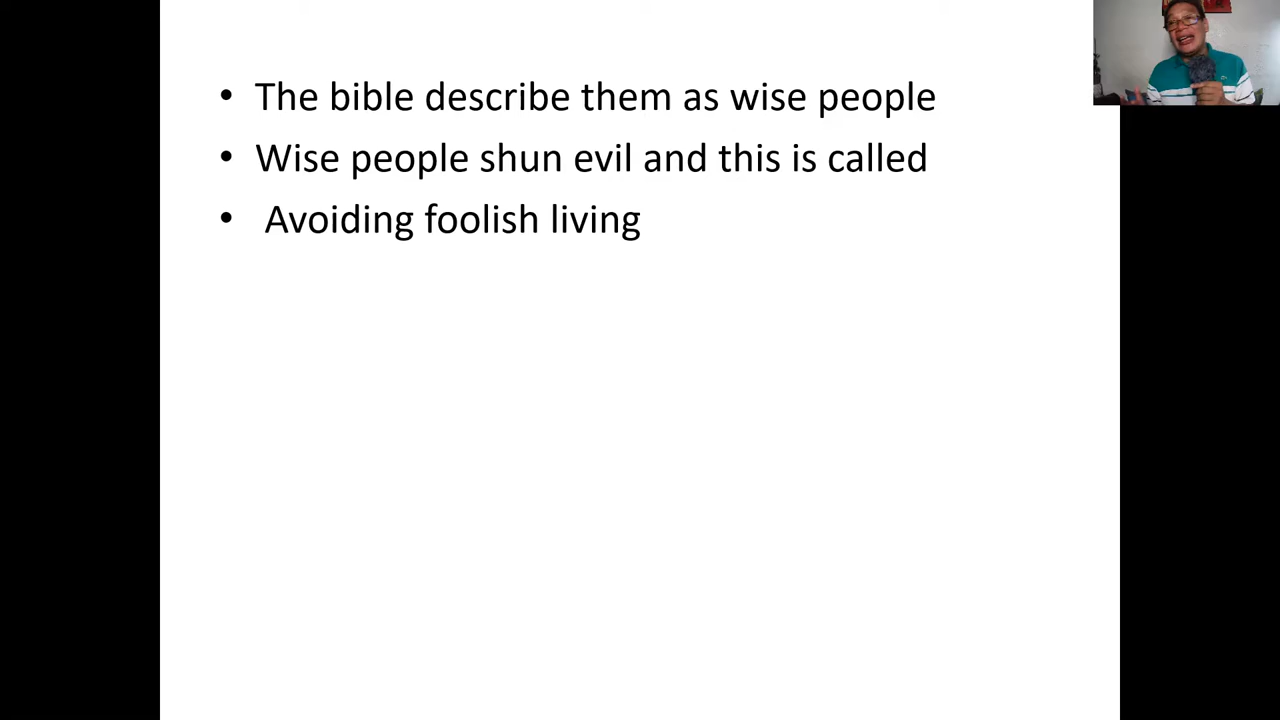 • The bible describe them as wise people
• Wise people shun evil and this is called
• Avoiding foolish living